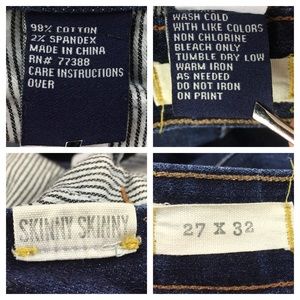 98% COTTON
2% SPANDEX
MADE IN CHINA
RN# 77388
CARE INSTRUCTIONS
OVER
WASH COLD
WITH LIKE COLORS
NON CHLORINE
BLEACH ONLY
TUMBLE DRY LOW
WARM IRON
AS NEEDED
DO NOT IRON
ON PRINT
SKINNY SKINNY
27 X 32